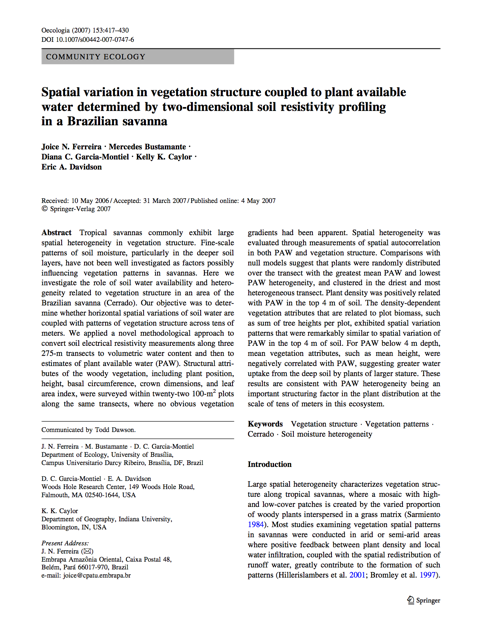 Oecologia (2007) 153:417–430
DOI 10.1007/s00442-007-0747-6
COMMUNITY ECOLOGY
Spatial variation in vegetation structure coupled to plant available
water determined by two-dimensional soil resistivity profiling
in a Brazilian savanna
Joice N. Ferreira · Mercedes Bustamante ·
Diana C. Garcia-Montiel · Kelly K. Caylor ·
Eric A. Davidson
Received: 10 May 2006 / Accepted: 31 March 2007 / Published online: 4 May 2007
© Springer-Verlag 2007
Abstract Tropical savannas commonly exhibit large
spatial heterogeneity in vegetation structure. Fine-scale
patterns of soil moisture, particularly in the deeper soil
layers, have not been well investigated as factors possibly
influencing vegetation patterns in savannas. Here we
investigate the role of soil water availability and heterogeneity
related to vegetation structure in an area of the
Brazilian savanna (Cerrado). Our objective was to determine
whether horizontal spatial variations of soil water are
coupled with patterns of vegetation structure across tens of
meters. We applied a novel methodological approach to
convert soil electrical resistivity measurements along three
275-m transects to volumetric water content and then to
estimates of plant available water (PAW). Structural attributes
of the woody vegetation, including plant position,
height, basal circumference, crown dimensions, and leaf
area index, were surveyed within twenty-two 100-m² plots
along the same transects, where no obvious vegetation
gradients had been apparent. Spatial heterogeneity was
evaluated through measurements of spatial autocorrelation
in both PAW and vegetation structure. Comparisons with
null models suggest that plants were randomly distributed
over the transect with the greatest mean PAW and lowest
PAW heterogeneity, and clustered in the driest and most
heterogeneous transect. Plant density was positively related
with PAW in the top 4 m of soil. The density-dependent
vegetation attributes that are related to plot biomass, such
as sum of tree heights per plot, exhibited spatial variation
patterns that were remarkably similar to spatial variation of
PAW in the top 4 m of soil. For PAW below 4 m depth,
mean vegetation attributes, such as mean height, were
negatively correlated with PAW, suggesting greater water
uptake from the deep soil by plants of larger stature. These
results are consistent with PAW heterogeneity being an
important structuring factor in the plant distribution at the
scale of tens of meters in this ecosystem.
Keywords Vegetation structure · Vegetation patterns ·
Cerrado · Soil moisture heterogeneity
Communicated by Todd Dawson.
J. N. Ferreira · M. Bustamante · D. C. Garcia-Montiel
Department of Ecology, University of Brasília,
Campus Universitario Darcy Ribeiro, Brasília, DF, Brazil
D. C. Garcia-Montiel · E. A. Davidson
Woods Hole Research Center, 149 Woods Hole Road,
Falmouth, MA 02540-1644, USA
K. K. Caylor
Department of Geography, Indiana University,
Bloomington, IN, USA
Present Address:
J. N. Ferreira (✉)
Embrapa Amazônia Oriental, Caixa Postal 48,
Belém, Pará 66017-970, Brazil
e-mail: joice@cpatu.embrapa.br
Introduction
Large spatial heterogeneity characterizes vegetation structure
along tropical savannas, where a mosaic with high-
and low-cover patches is created by the varied proportion
of woody plants interspersed in a grass matrix (Sarmiento
1984). Most studies examining vegetation spatial patterns
in savannas were conducted in arid or semi-arid areas
where positive feedback between plant density and local
water infiltration, coupled with the spatial redistribution of
runoff water, greatly contribute to the formation of such
patterns (Hillerislambers et al. 2001; Bromley et al. 1997).
Springer